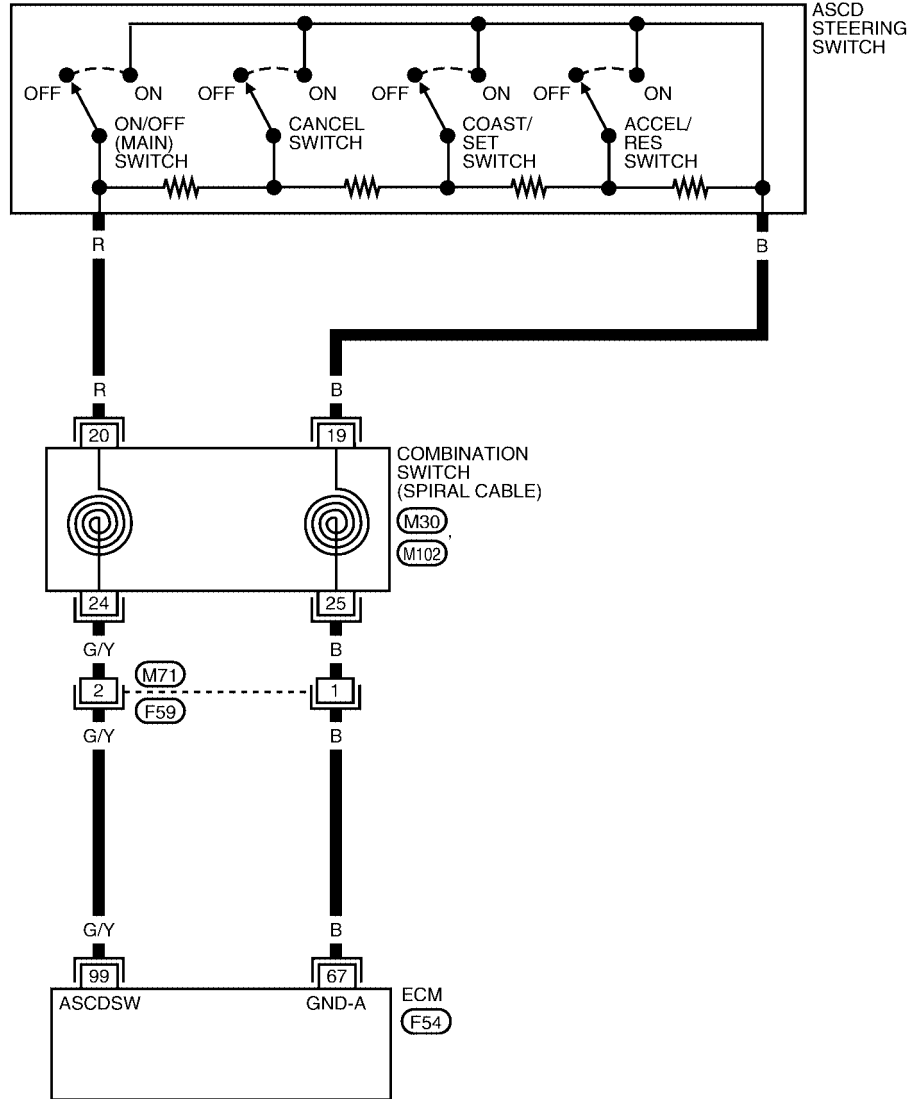 ASCD
STEERING
SWITCH
OFF
ON
OFF
ON
OFF
ON
OFF
ON
ON/OFF
(MAIN)
SWITCH
CANCEL
SWITCH
COAST/
SET
SWITCH
ACCEL/
RES
SWITCH
R
B
R
B
20
19
COMBINATION
SWITCH
(SPIRAL CABLE)
M30
,
M102
24
25
G/Y
B
M71
2
1
F59
G/Y
B
G/Y
B
99
67
ASCDSW
GND-A
ECM
F54